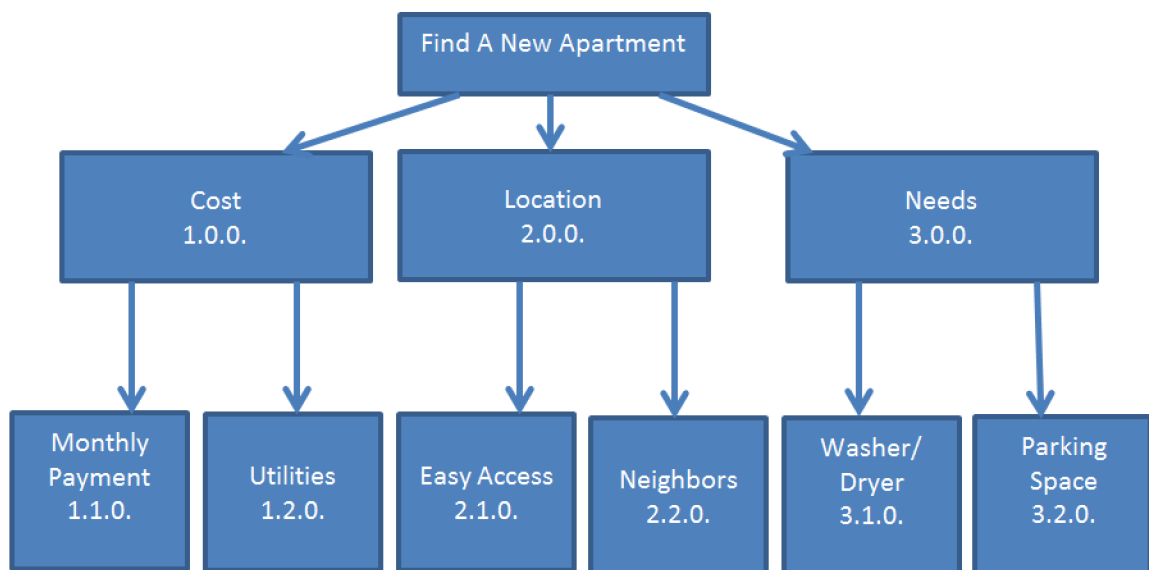 Find A New Apartment
Cost
1.0.0.
Location
2.0.0.
Needs
3.0.0.
Monthly
Payment
1.1.0.
Utilities
1.2.0.
Easy Access
2.1.0.
Neighbors
2.2.0.
Washer/
Dryer
3.1.0.
Parking
Space
3.2.0.